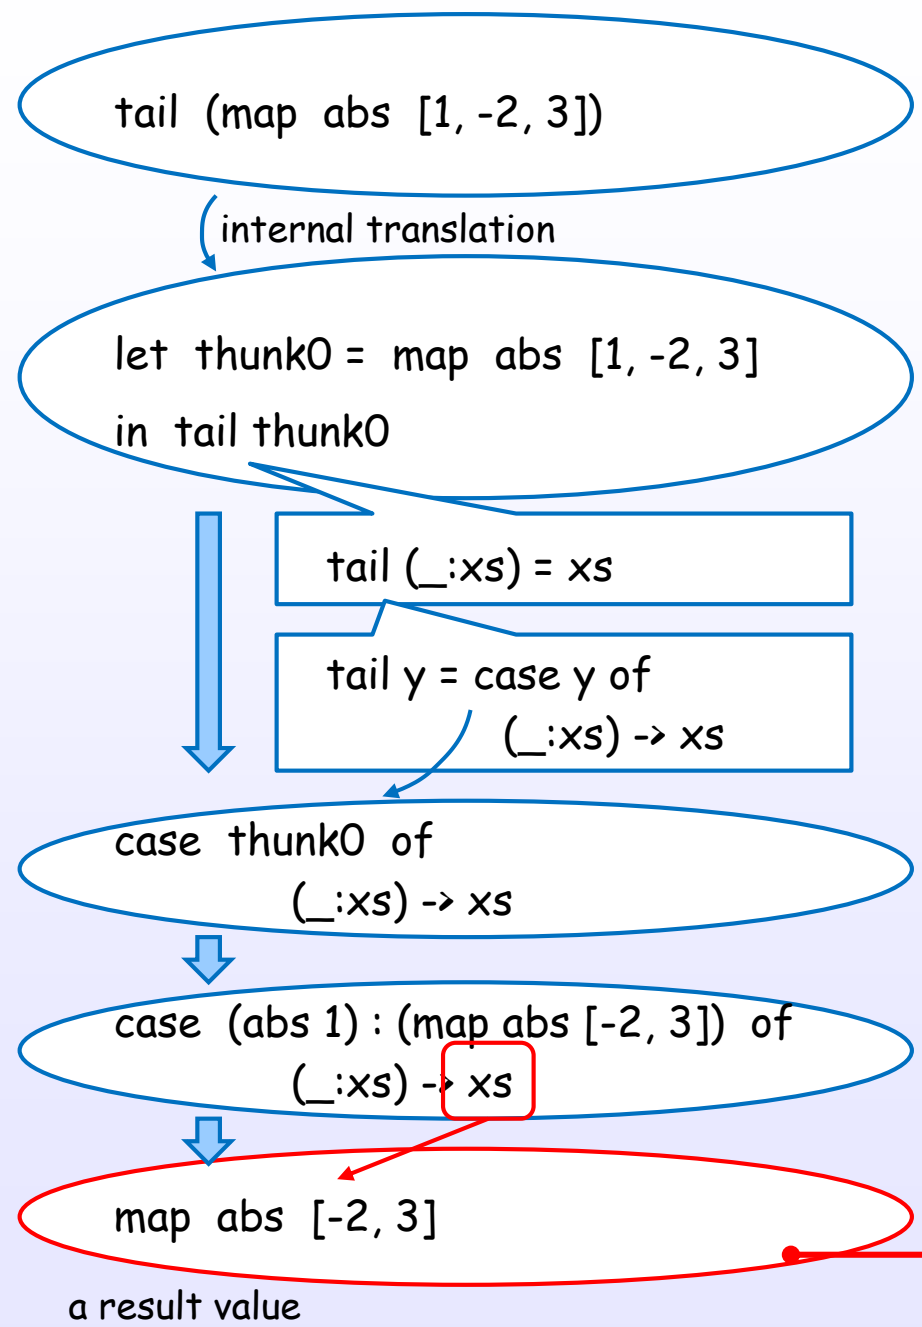 tail (map abs [1, -2, 3])
internal translation
let thunk0 = map abs [1, -2, 3]
in tail thunk0
tail (_:xs) = xs
tail y = case y of
(_:xs) -> xs
case thunk0 of
(_:xs) -> xs
case (abs 1) : (map abs [-2, 3]) of
(_:xs) -> xs
map abs [-2, 3]
a result value